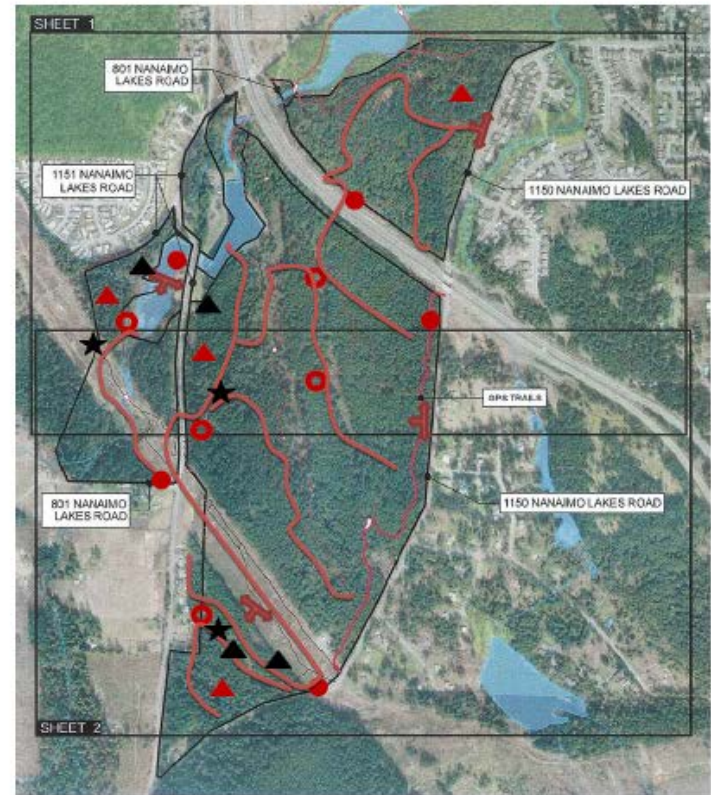 SHEET 1
801 NANAIMO
LAKES ROAD
1151 NANAIMO
LAKES ROAD
1150 NANAIMO LAKES ROAD
GPS TRAILS
801 NANAIMO
LAKES ROAD
1150 NANAIMO LAKES ROAD
SHEET 2